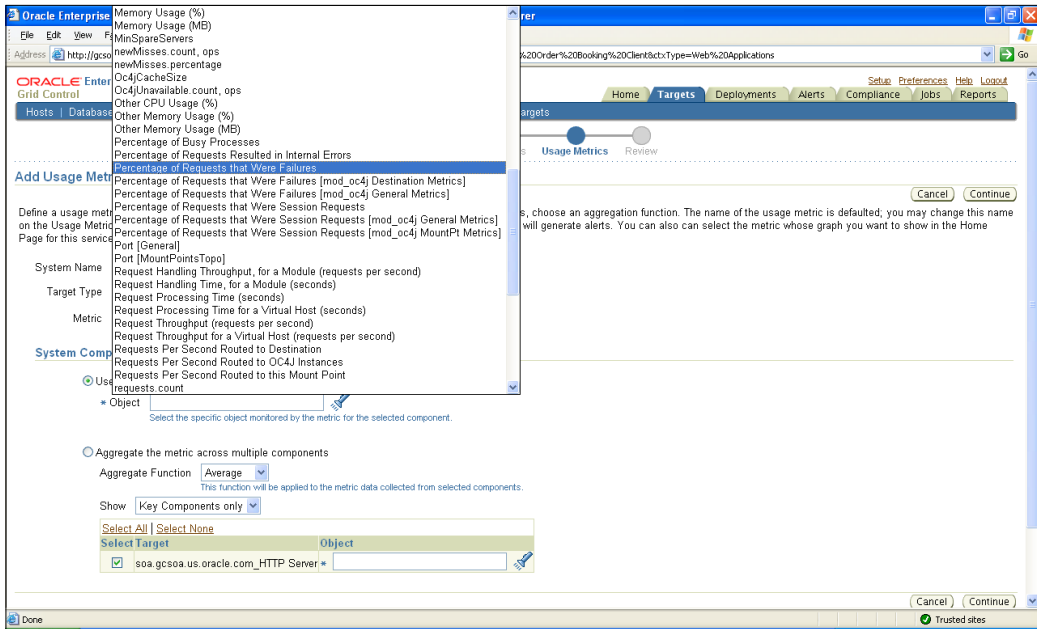 Oracle Enterprise
rer
File Edit View
Address http://gcso
%20Order%20Booking%20Client&ctxType=Web%20Applications
Go
ORACLE Enter
Grid Control
Setup Preferences Help Logout
Home Targets Deployments Alerts Compliance Jobs Reports
Hosts | Database
argets
Memory Usage (%)
Memory Usage (MB)
MinSpareServers
newMisses.count, ops
newMisses.percentage
Oc4jCacheSize
Oc4jUnavailable.count, ops
Other CPU Usage (%)
Other Memory Usage (%)
Other Memory Usage (MB)
Percentage of Busy Processes
Percentage of Requests Resulted in Internal Errors
Percentage of Requests that Were Failures
Percentage of Requests that Were Failures [mod_oc4j Destination Metrics]
Percentage of Requests that Were Failures [mod_oc4j General Metrics]
Percentage of Requests that Were Session Requests
Percentage of Requests that Were Session Requests [mod_oc4j General Metrics]
Percentage of Requests that Were Session Requests [mod_oc4j MountPt Metrics]
Port [General]
Port [MountPointsTopo]
Request Handling Throughput, for a Module (requests per second)
Request Handling Time, for a Module (seconds)
Request Processing Time (seconds)
Request Processing Time for a Virtual Host (seconds)
Request Throughput (requests per second)
Request Throughput for a Virtual Host (requests per second)
Requests Per Second Routed to Destination
Requests Per Second Routed to OC4J Instances
Requests Per Second Routed to this Mount Point
requests.count
s Usage Metrics Review
Add Usage Metr
Cancel Continue
Define a usage metr
s, choose an aggregation function. The name of the usage metric is defaulted; you may change this name
on the Usage Metric
will generate alerts. You can also can select the metric whose graph you want to show in the Home
Page for this service
System Name
Target Type
Metric
System Comp
Use
* Object
Select the specific object monitored by the metric for the selected component.
Aggregate the metric across multiple components
Aggregate Function Average
This function will be applied to the metric data collected from selected components.
Show Key Components only
Select All | Select None
Select Target Object
soa.gcsoa.us.oracle.com_HTTP Server *
Cancel Continue
Done
Trusted sites